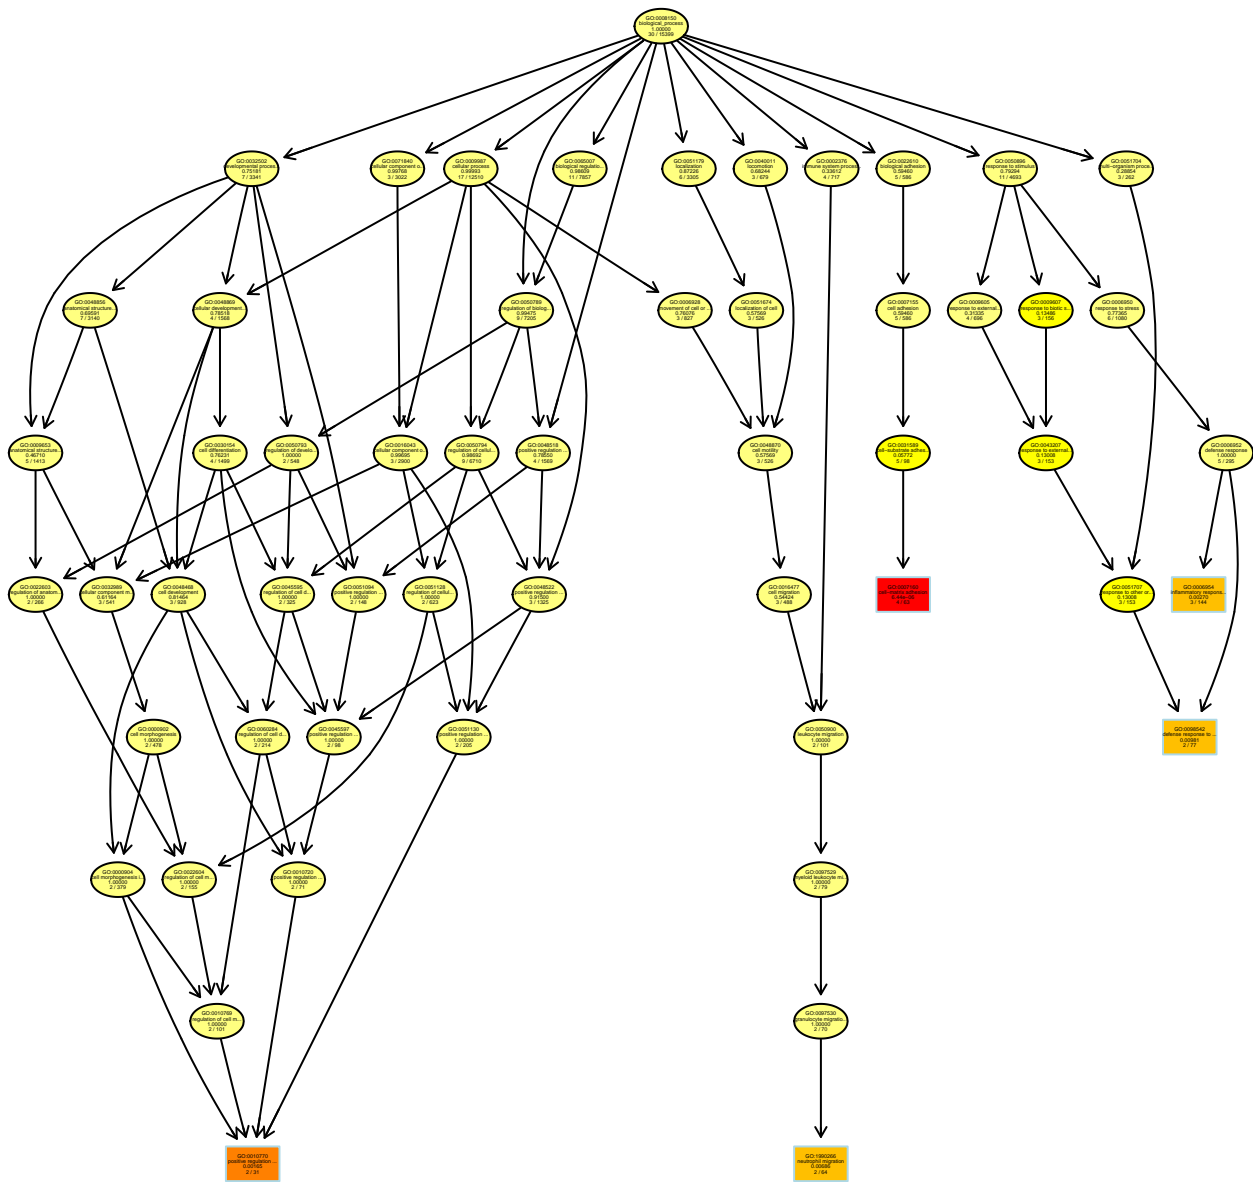 GO:0008150
biological_process
1.00000
30 / 15399
GO:0032502
developmental proces...
0.75181
7 / 3341
GO:0071840
cellular component o...
0.99768
3 / 3022
GO:0009987
cellular process
0.99993
17 / 12510
GO:0065007
biological regulatio...
0.98609
11 / 7857
GO:0051179
localization
0.87226
6 / 3305
GO:0040011
locomotion
0.68244
3 / 679
GO:0002376
immune system proces...
0.33612
4 / 717
GO:0022610
biological adhesion
0.59460
5 / 586
GO:0050896
response to stimulus
0.79294
11 / 4693
GO:0051704
multi-organism proce...
0.28854
3 / 262
GO:0048856
anatomical structure...
0.69591
7 / 3140
GO:0048869
cellular development...
0.78518
4 / 1568
GO:0050789
regulation of biolog...
0.99475
9 / 7205
GO:0006928
movement of cell or ...
0.76076
3 / 827
GO:0051674
localization of cell
0.57569
3 / 526
GO:0007155
cell adhesion
0.59460
5 / 586
GO:0009605
response to external...
0.31335
4 / 696
GO:0009607
response to biotic s...
0.13486
3 / 156
GO:0006950
response to stress
0.77365
6 / 1080
GO:0009653
anatomical structure...
0.46710
5 / 1413
GO:0030154
cell differentiation
0.76231
4 / 1499
GO:0050793
regulation of develo...
1.00000
2 / 548
GO:0016043
cellular component o...
0.99695
3 / 2900
GO:0050794
regulation of cellul...
0.98692
9 / 6710
GO:0048518
positive regulation ...
0.78550
4 / 1569
GO:0048870
cell motility
0.57569
3 / 526
GO:0031589
cell-substrate adhes...
0.05772
5 / 98
GO:0043207
response to external...
0.13008
3 / 153
GO:0006952
defense response
1.00000
5 / 295
GO:0022603
regulation of anatom...
1.00000
2 / 266
GO:0032989
cellular component m...
0.61164
3 / 541
GO:0048468
cell development
0.81464
3 / 928
GO:0045595
regulation of cell d...
1.00000
2 / 325
GO:0051094
positive regulation ...
1.00000
2 / 148
GO:0051128
regulation of cellul...
1.00000
2 / 623
GO:0048522
positive regulation ...
0.91500
3 / 1325
GO:0016477
cell migration
0.54424
3 / 488
GO:0007160
cell-matrix adhesion
GO:0051707
response to other or...
0.13008
3 / 153
GO:0006954
inflammatory respons...
0.00270
3 / 144
GO:0000902
cell morphogenesis
1.00000
2 / 478
GO:0060284
regulation of cell d...
1.00000
2 / 214
GO:0045597
positive regulation ...
1.00000
2 / 98
GO:0051130
positive regulation ...
1.00000
2 / 205
GO:0050900
leukocyte migration
1.00000
2 / 101
GO:0098542
defense response to ...
0.00981
2 / 77
GO:0000904
cell morphogenesis i...
1.00000
2 / 379
GO:0022604
regulation of cell m...
1.00000
2 / 155
GO:0010720
positive regulation ...
1.00000
2 / 71
GO:0097529
myeloid leukocyte mi...
1.00000
2 / 79
GO:0010769
regulation of cell m...
1.00000
2 / 101
GO:0097530
granulocyte migratio...
1.00000
2 / 70
GO:0010770
positive regulation ...
0.00165
2 / 31
GO:1990266
neutrophil migration
0.00686
2 / 64